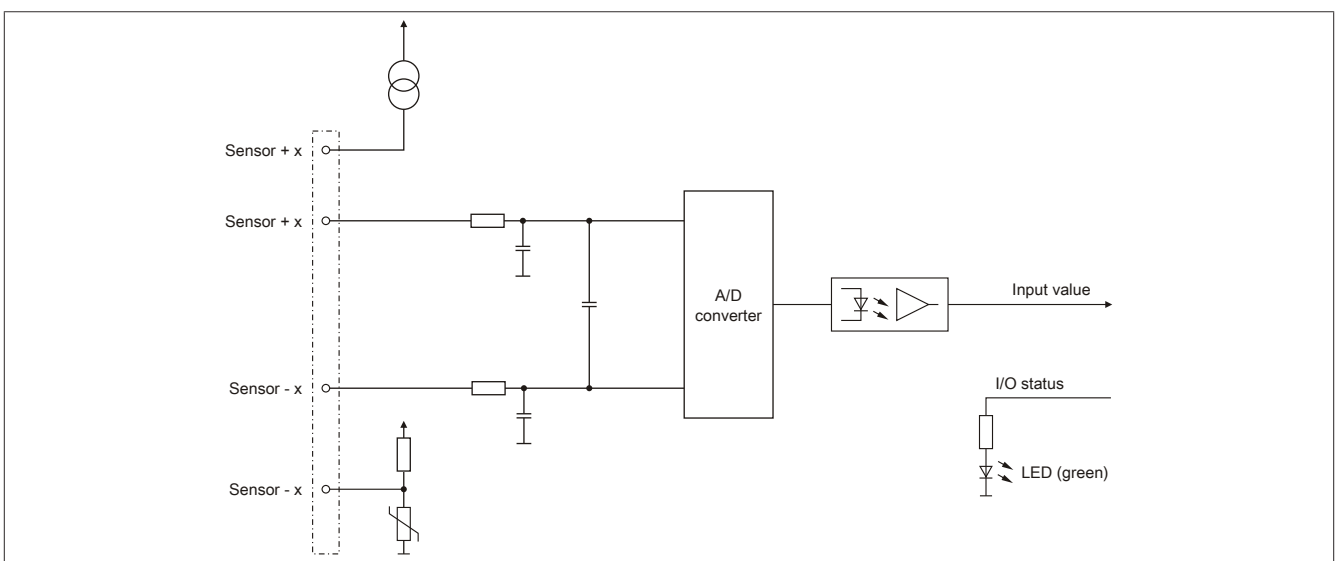 Sensor + x
Sensor + x
A/D
converter
Input value
Sensor - x
I/O status
LED (green)
Sensor - x